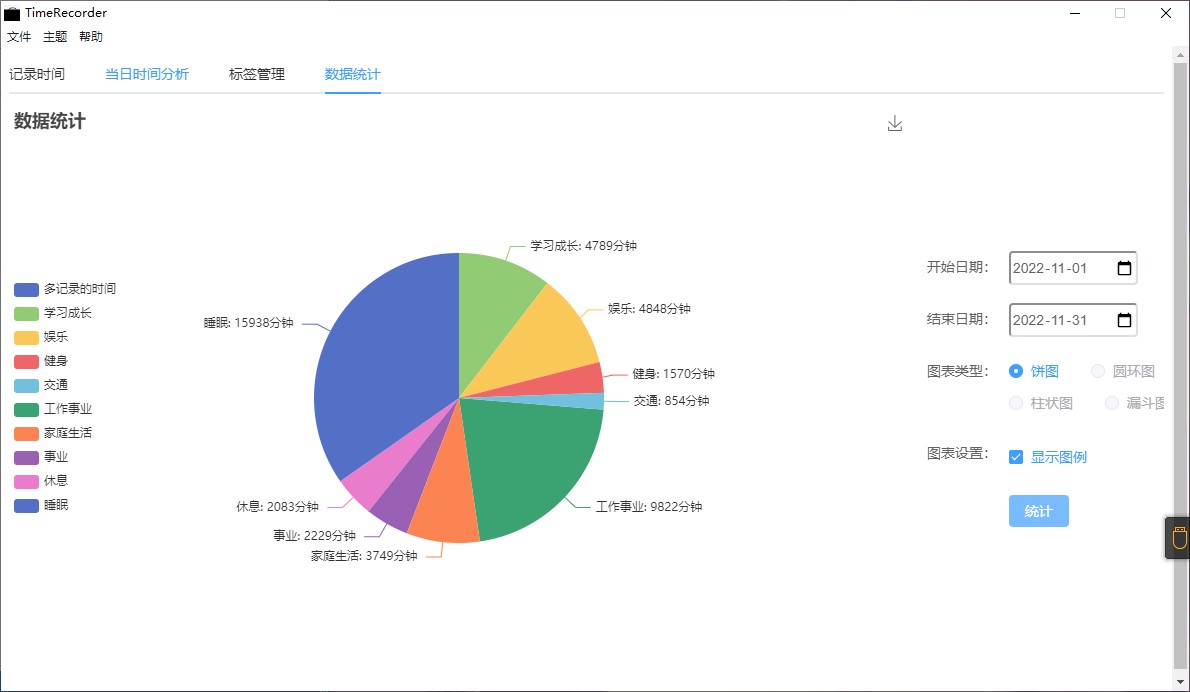 TimeRecorder
文件 主题 帮助
记录时间 当日时间分析 标签管理 数据统计
数据统计
多记录的时间
学习成长
娱乐
健身
交通
工作事业
家庭生活
事业
休息
睡眠
学习成长: 4789分钟
娱乐: 4848分钟
健身: 1570分钟
交通: 854分钟
工作事业: 9822分钟
家庭生活: 3749分钟
事业: 2229分钟
休息: 2083分钟
睡眠: 15938分钟
开始日期: 2022-11-01
结束日期: 2022-11-31
图表类型: 饼图 圆环图
柱状图 漏斗图
图表设置: 显示图例
统计